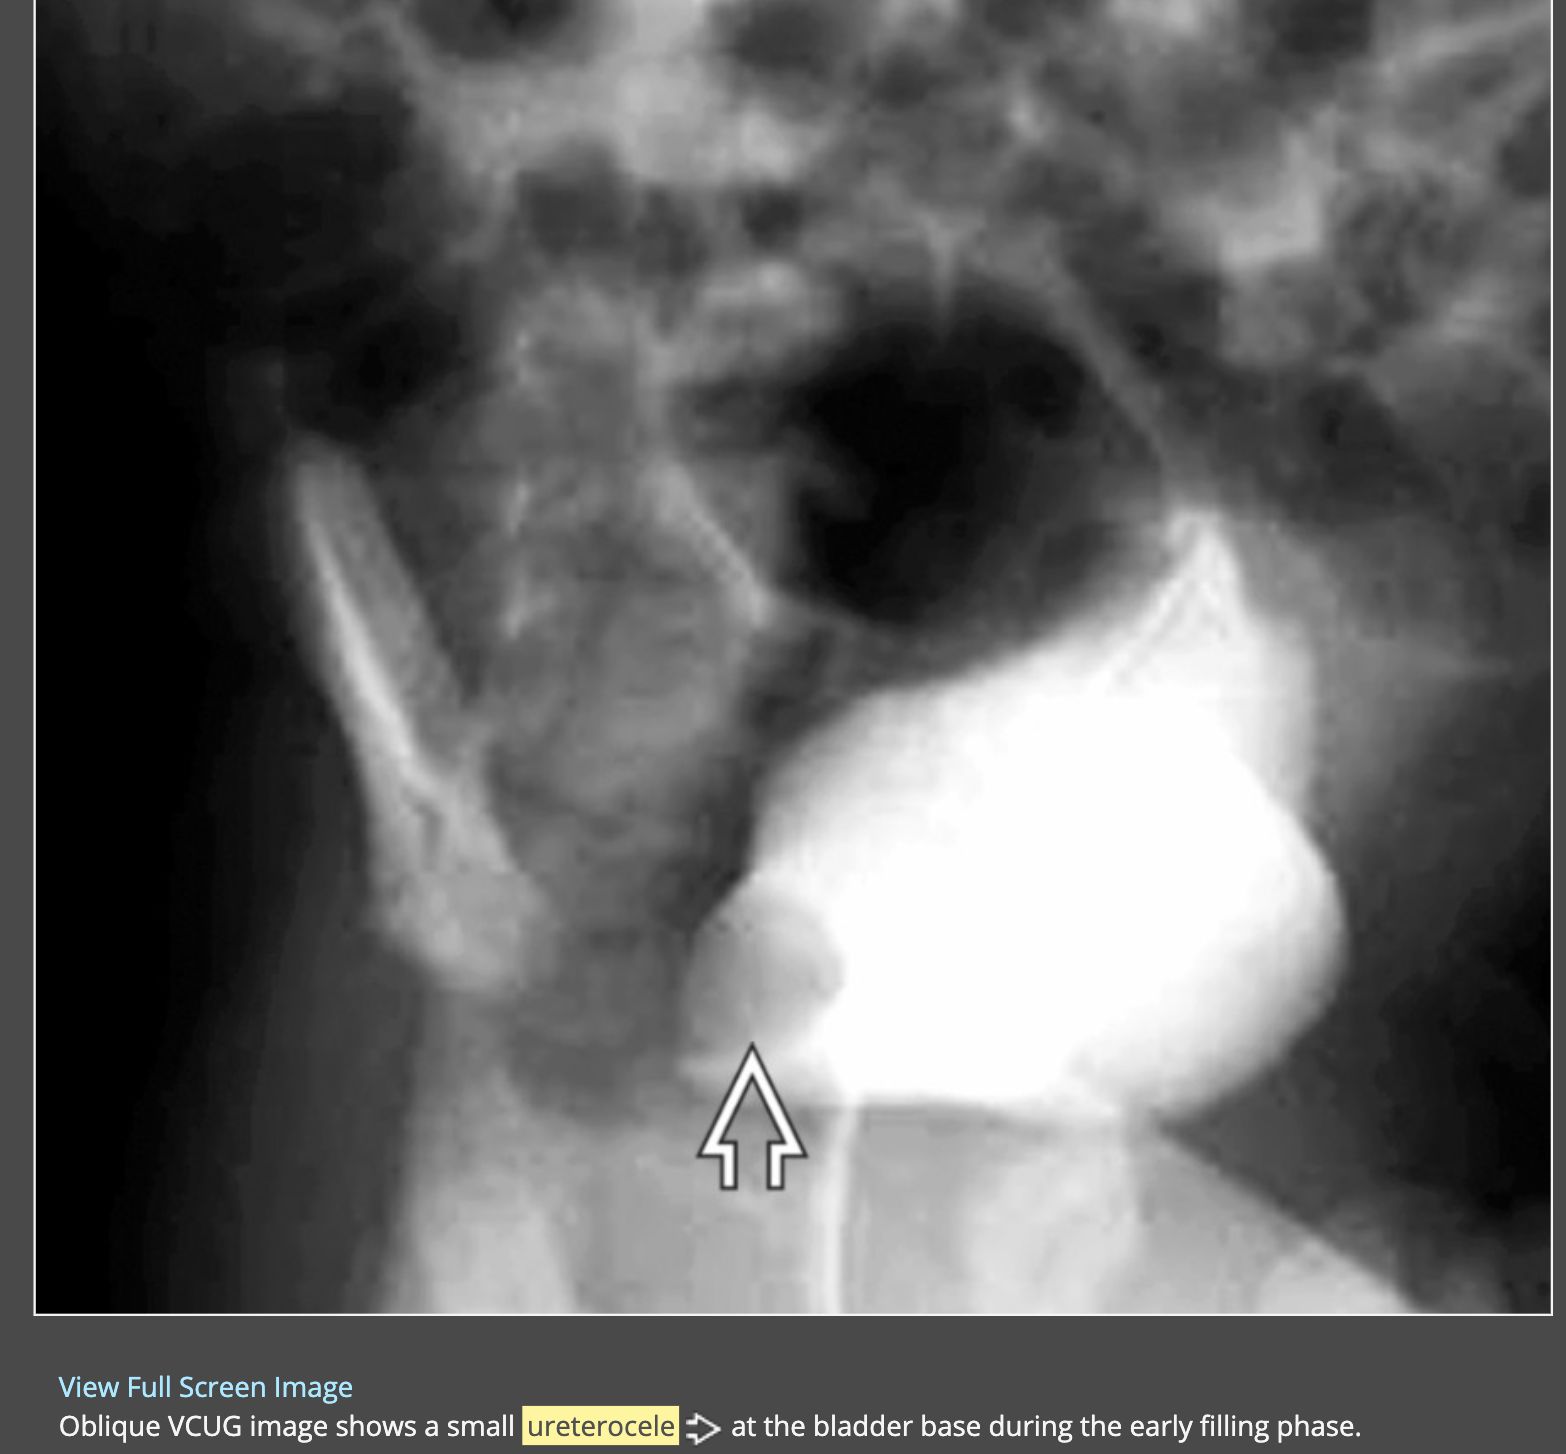 View Full Screen Image
Oblique VCUG image shows a small ureterocele at the bladder base during the early filling phase.